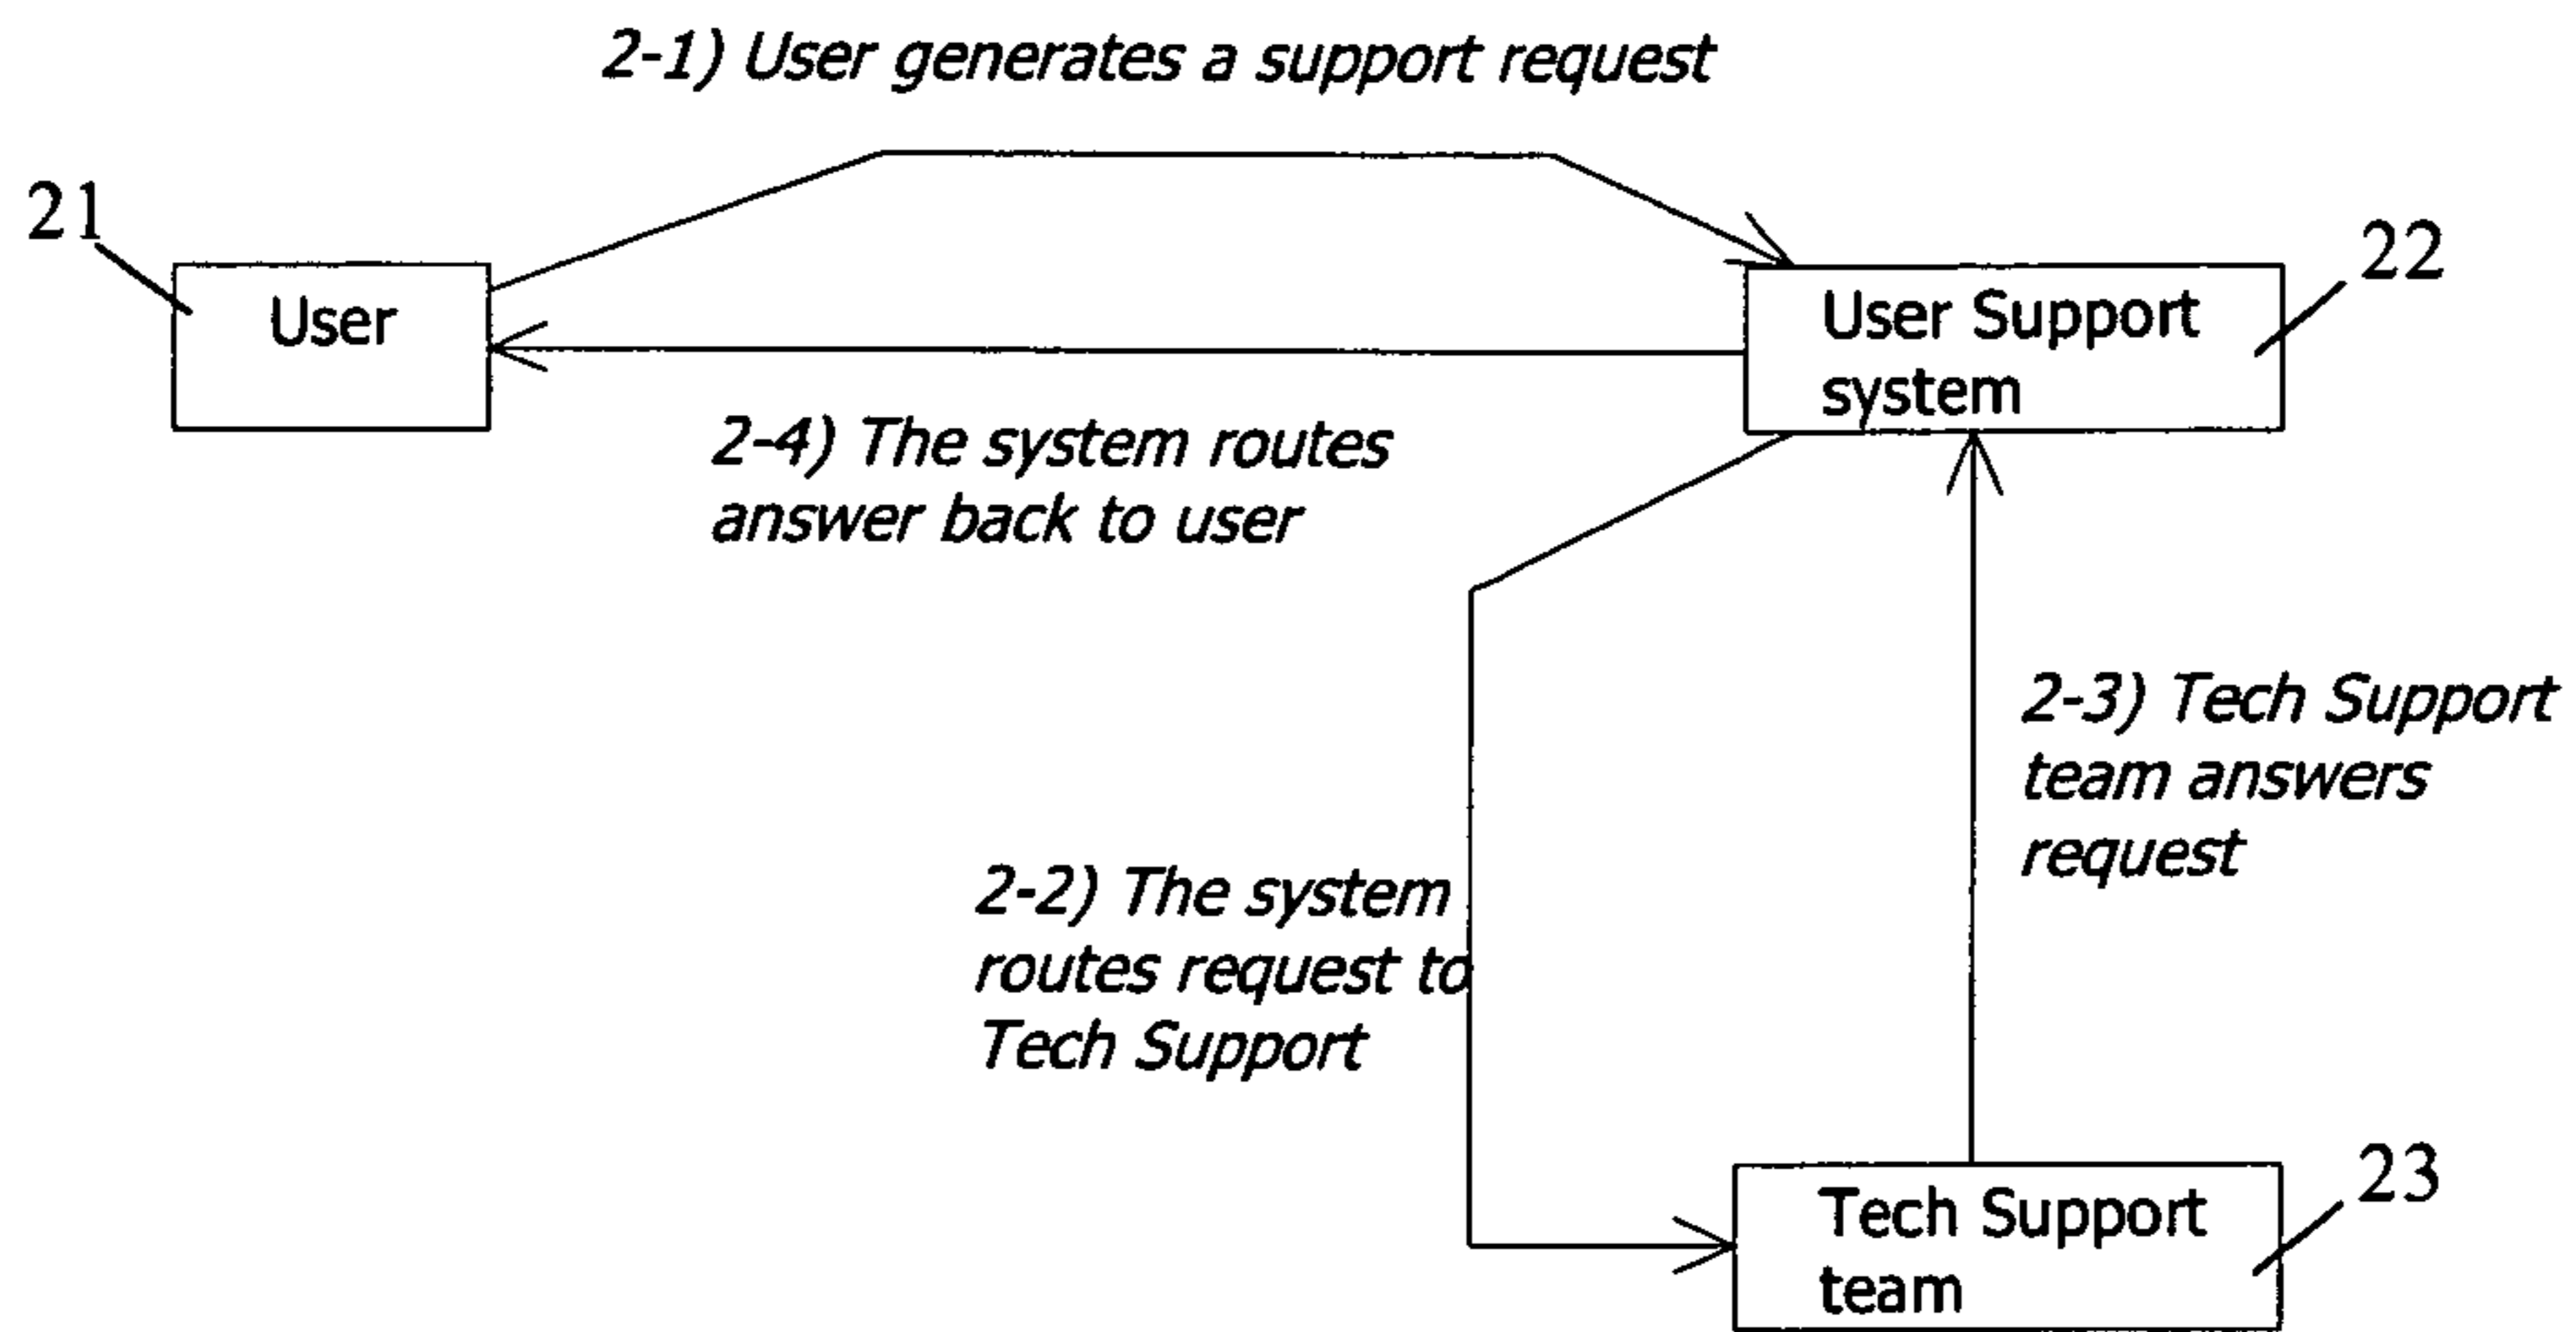 2-1) User generates a support request
21
User
22
User Support
system
2-4) The system routes
answer back to user
2-3) Tech Support
team answers
request
2-2) The system
routes request to
Tech Support
23
Tech Support
team